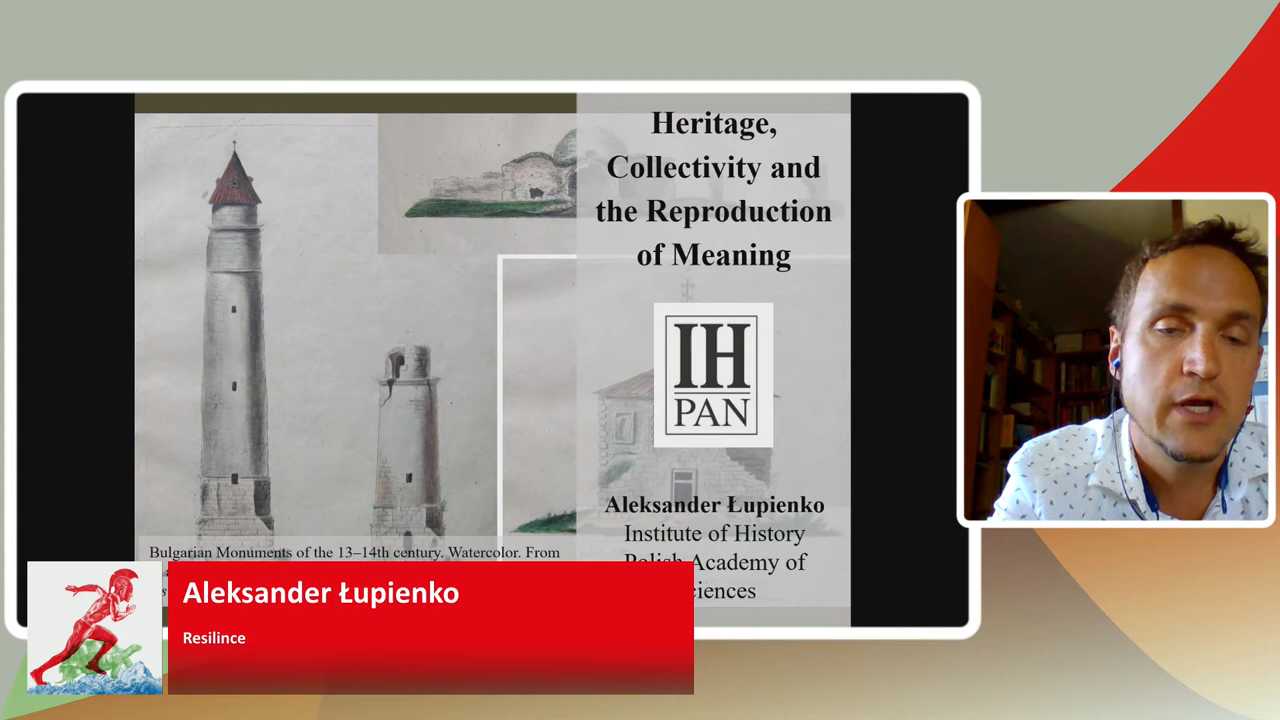 Heritage,
Collectivity and
the Reproduction
of Meaning
IH
PAN
Aleksander Łupienko
Institute of History
Polish Academy of
ciences
Bulgarian Monuments of the 13–14th century. Watercolor. From
Aleksander Łupienko
Resilince